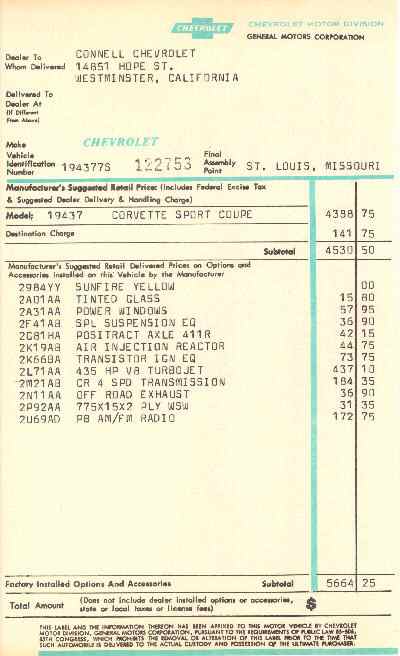 CHEVROLET
CHEVROLET MOTOR DIVISION
GENERAL MOTORS CORPORATION
Dealer To Whom Delivered
CONNELL CHEVROLET
14851 HOPE ST.
WESTMINSTER, CALIFORNIA
Delivered To
Dealer At
(If Different
From Above)
Make CHEVROLET
Vehicle Identification Number 194377S 122753 Final Assembly Point ST. LOUIS, MISSOURI
Manufacturer's Suggested Retail Price: (Includes Federal Excise Tax
& Suggested Dealer Delivery & Handling Charge)
Model: 19437 CORVETTE SPORT COUPE 4388 75
Destination Charge 141 75
Subtotal 4530 50
Manufacturer's Suggested Retail Delivered Prices on Options and
Accessories Installed on this Vehicle by the Manufacturer
2984YY SUNFIRE YELLOW 00
2A01AA TINTED GLASS 15 80
2A31AA POWER WINDOWS 57 95
2F41AB SPL SUSPENSION EQ 36 90
2G81HA POSITRACT AXLE 411R 42 15
2K19AB AIR INJECTION REACTOR 44 75
2K66BA TRANSISTOR IGN EQ 73 75
2L71AA 435 HP V8 TURBOJET 437 10
2M21AB CR 4 SPD TRANSMISSION 184 35
2N11AA OFF ROAD EXHAUST 36 90
2P92AA 775X15X2 PLY WSW 31 35
2U69AD PB AM/FM RADIO 172 75
Factory Installed Options And Accessories Subtotal 5664 25
Total Amount (Does not include dealer installed options or accessories,
state or local taxes or license fees) $
THIS LABEL AND THE INFORMATION THEREON HAS BEEN AFFIXED TO THIS MOTOR VEHICLE BY CHEVROLET
MOTOR DIVISION, GENERAL MOTORS CORPORATION, PURSUANT TO THE REQUIREMENTS OF PUBLIC LAW 85-506,
85TH CONGRESS, WHICH PROHIBITS THE REMOVAL OR ALTERATION OF THIS LABEL PRIOR TO THE TIME THAT
SUCH AUTOMOBILE IS DELIVERED TO THE ACTUAL CUSTODY AND POSSESSION OF THE ULTIMATE PURCHASER.